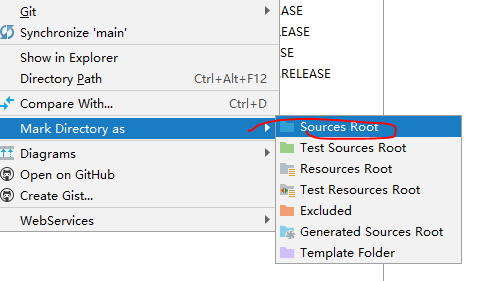 Git
EASE
Synchronize 'main'
EASE
Show in Explorer
SE
Directory Path Ctrl+Alt+F12
RELEASE
Compare With... Ctrl+D
Mark Directory as
Sources Root
Diagrams
Test Sources Root
Open on GitHub
Resources Root
Create Gist...
Test Resources Root
WebServices
Excluded
Generated Sources Root
Template Folder